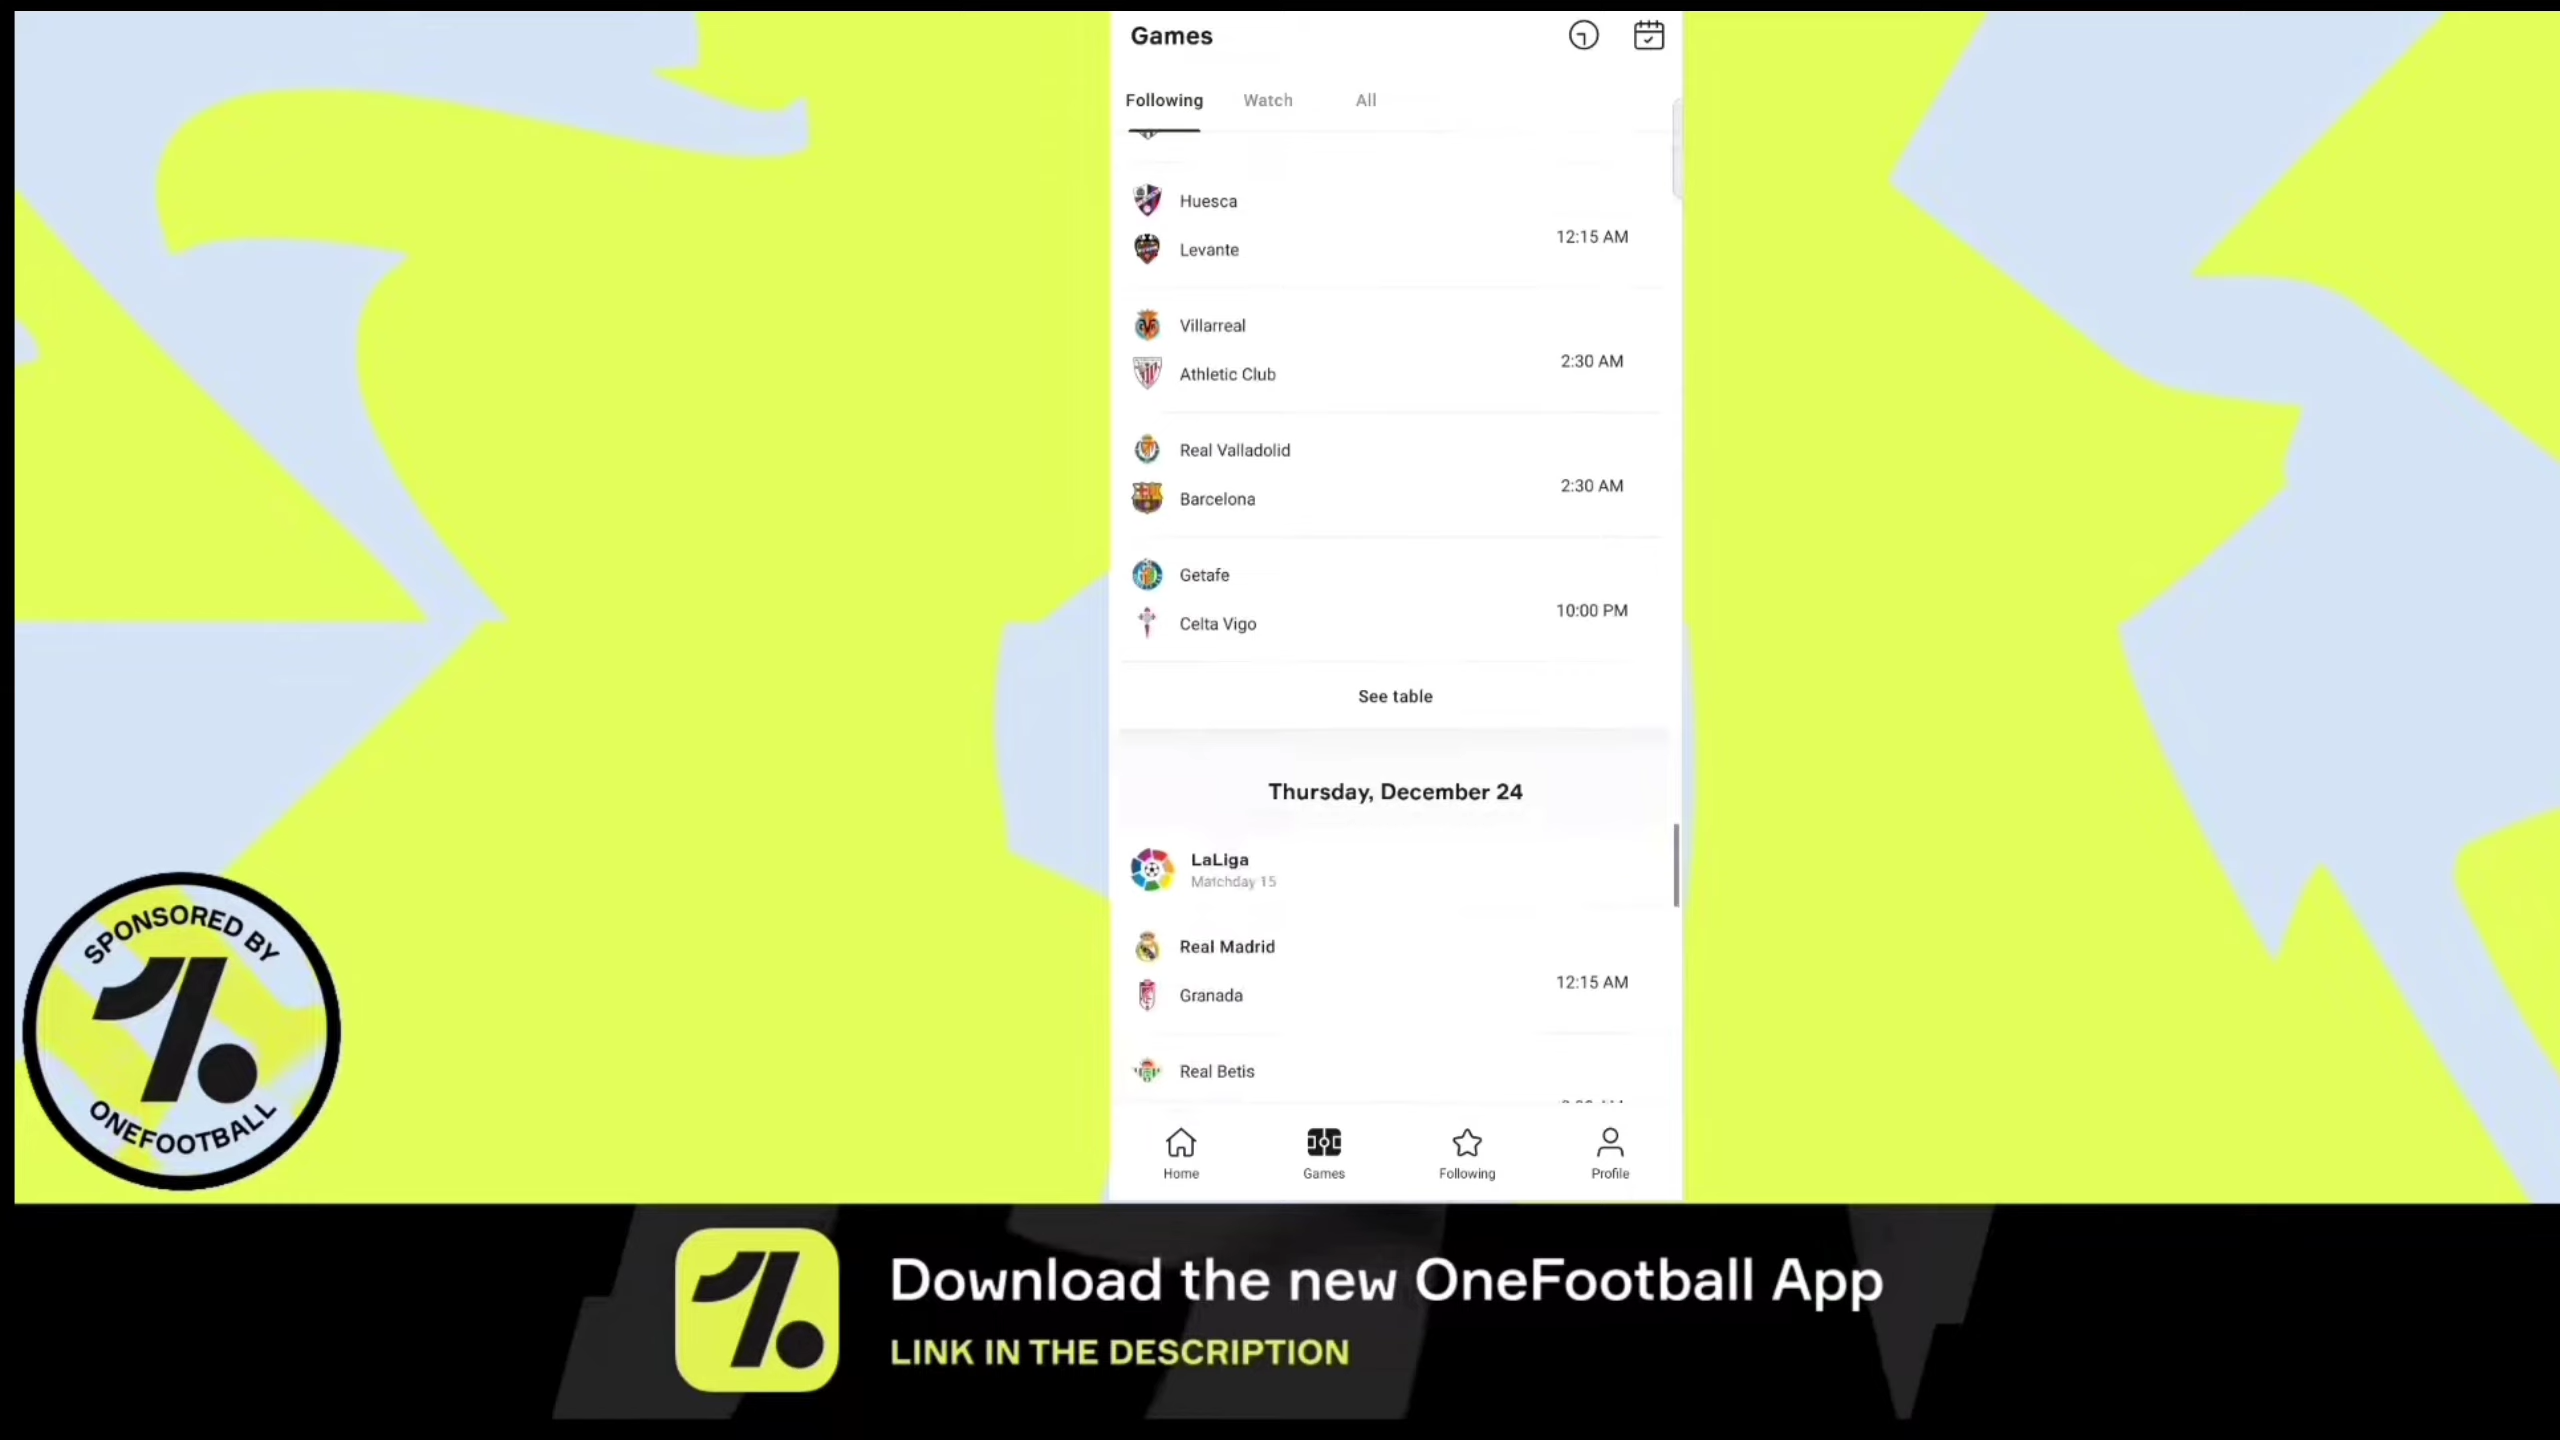 Games
Following
Watch
All
Huesca
Levante
12:15 AM
Villarreal
Athletic Club
2:30 AM
Real Valladolid
Barcelona
2:30 AM
Getafe
Celta Vigo
10:00 PM
See table
Thursday, December 24
LaLiga
Matchday 15
Real Madrid
Granada
12:15 AM
Real Betis
Home
Games
Following
Profile
SPONSORED BY
ONEFOOTBALL
Download the new OneFootball App
LINK IN THE DESCRIPTION